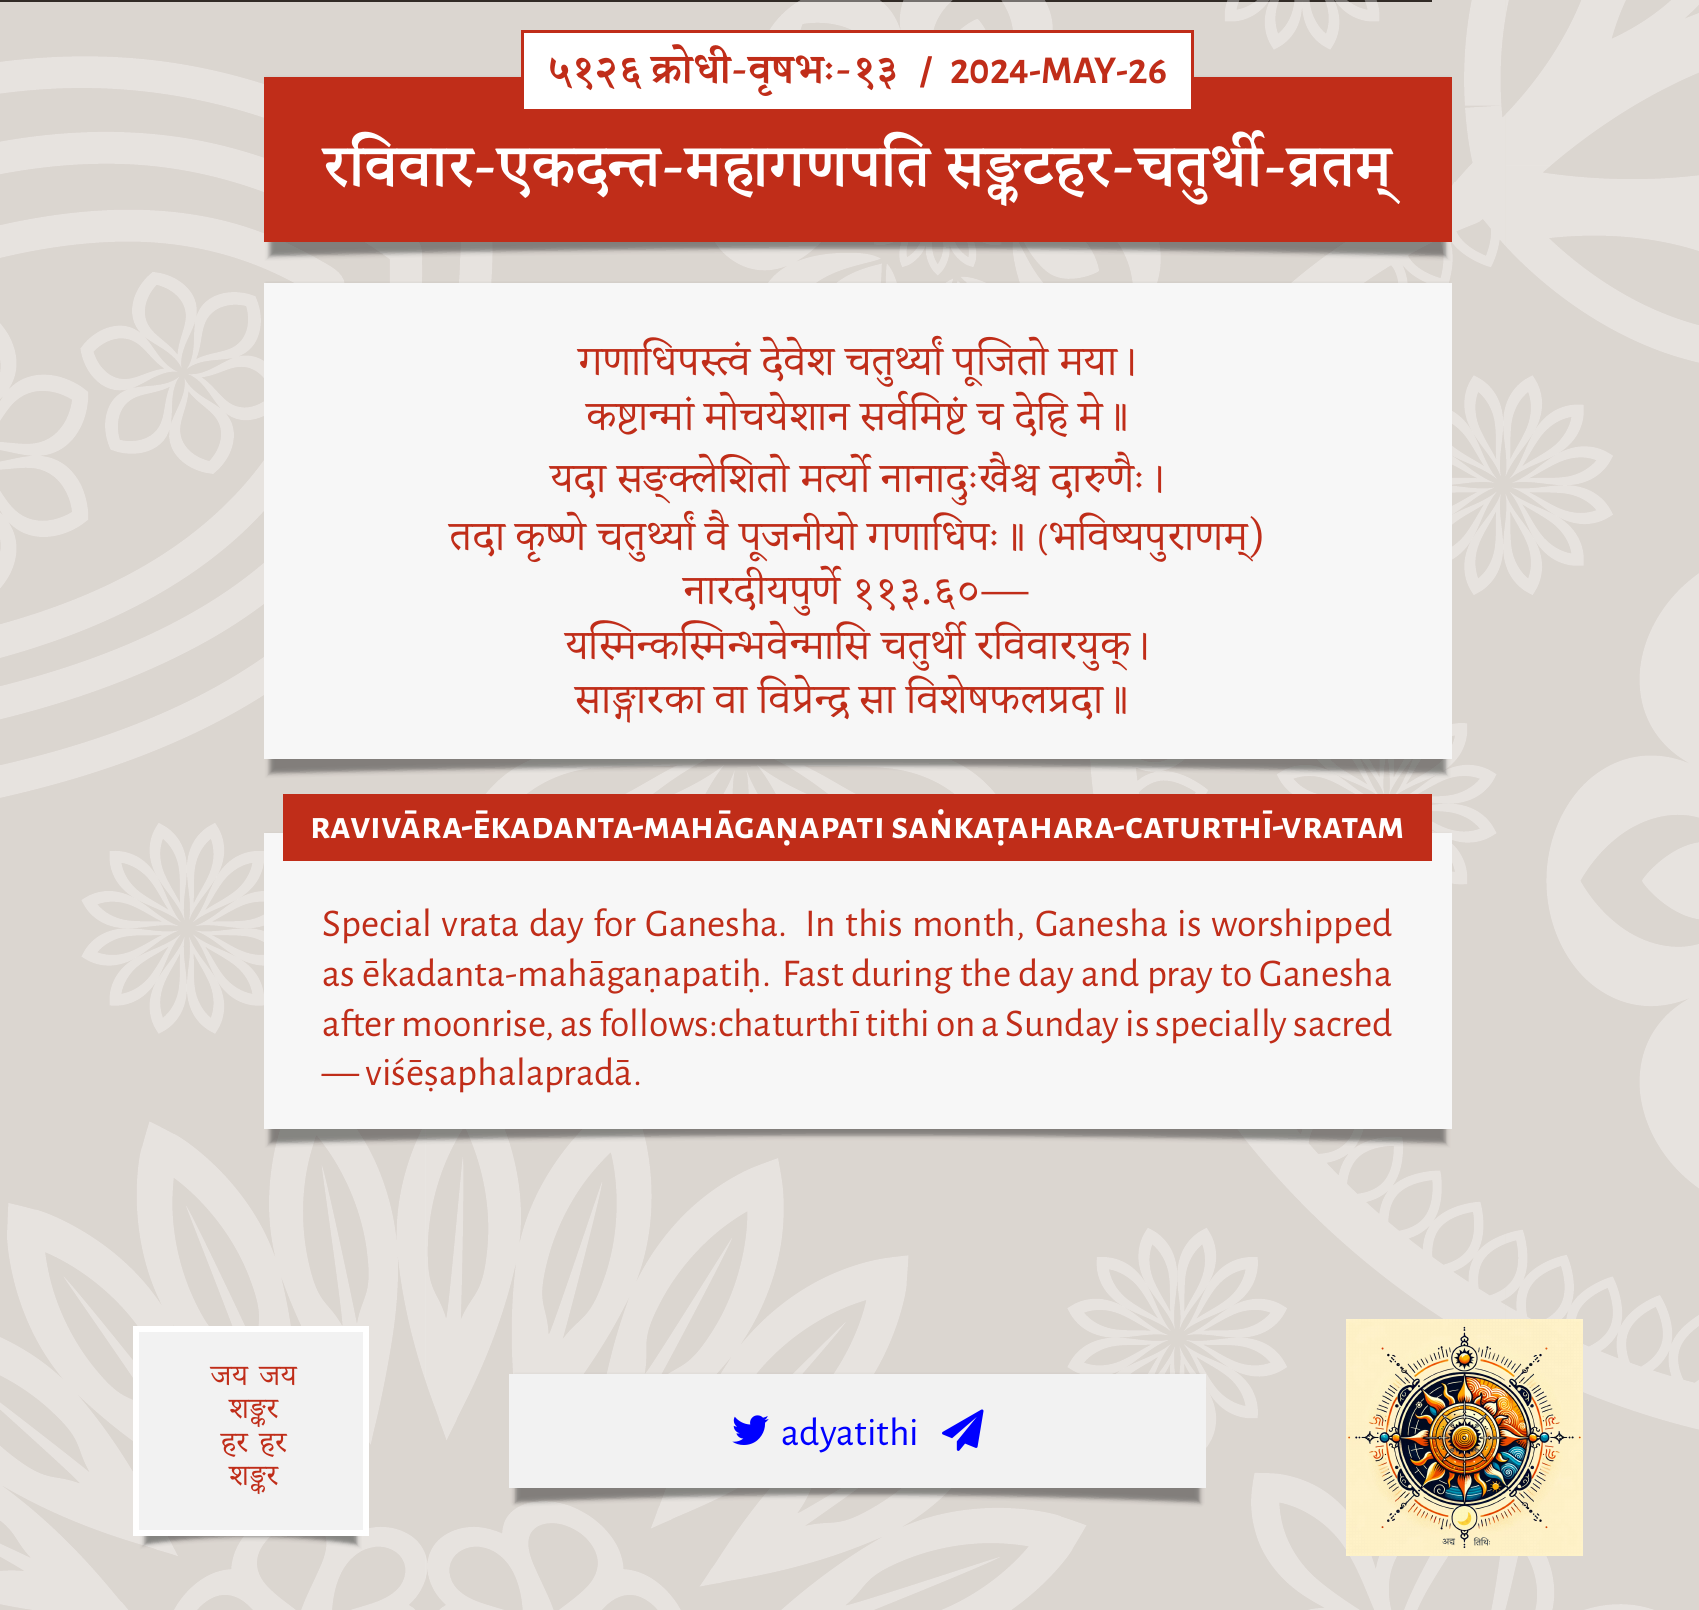 ५१२६ क्रोधी-वृषभः-१३ / 2024-MAY-26
रविवार-एकदन्त-महागणपति सङ्कटहर-चतुर्थी-व्रतम्
गणाधिपस्त्वं देवेश चतुर्थ्यां पूजितो मया।
कष्टान्मां मोचयेशान सर्वमिष्टं च देहि मे॥
यदा सङ्क्लेशितो मर्त्यो नानादुःखैश्च दारुणैः।
तदा कृष्णे चतुर्थ्यां वै पूजनीयो गणाधिपः॥ (भविष्यपुराणम्)
नारदीयपुर्णे ११३.६०—
यस्मिन्कस्मिन्भवेन्मासि चतुर्थी रविवारयुक्।
साङ्गारका वा विप्रेन्द्र सा विशेषफलप्रदा॥
RAVIVĀRA-ĒKADANTA-MAHĀGAṆAPATI SAṄKAṬAHARA-CATURTHĪ-VRATAM
Special vrata day for Ganesha. In this month, Ganesha is worshipped
as ēkadanta-mahāgaṇapatiḥ. Fast during the day and pray to Ganesha
after moonrise, as follows:chaturthī tithi on a Sunday is specially sacred
— viśēṣaphalapradā.
जय जय
शङ्कर
हर हर
शङ्कर
adyatithi
अद्य तिथिः